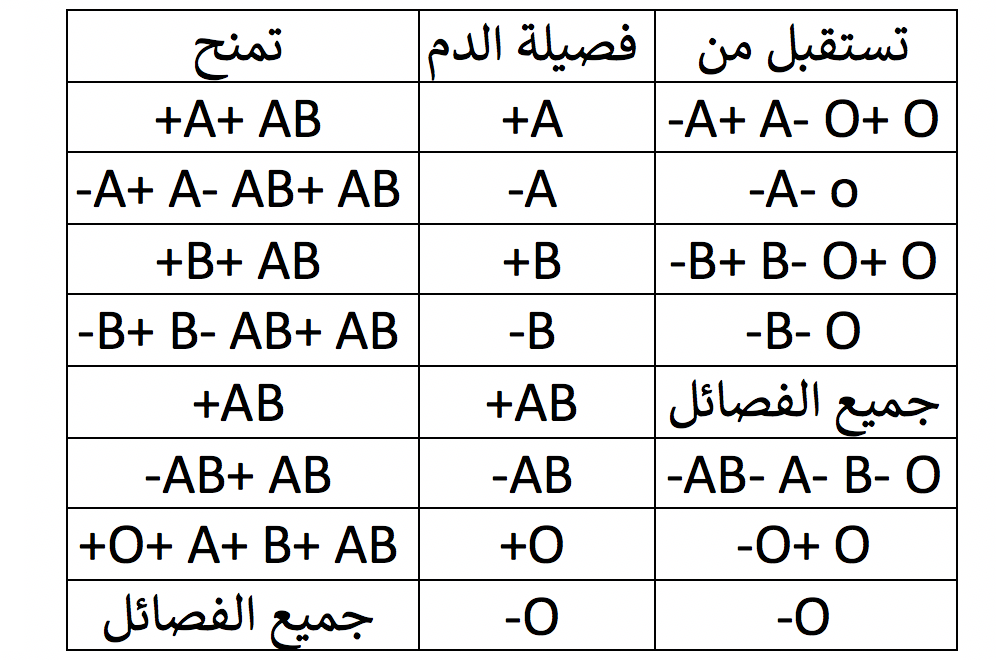 تستقبل من فصيلة الدم تمنح
-A+ A- O+ O +A +A+ AB
-A- o -A -A+ A- AB+ AB
-B+ B- O+ O +B +B+ AB
-B- O -B -B+ B- AB+ AB
جميع الفصائل +AB +AB
-AB- A- B- O -AB -AB+ AB
-O+ O +O +O+ A+ B+ AB
-O -O جميع الفصائل